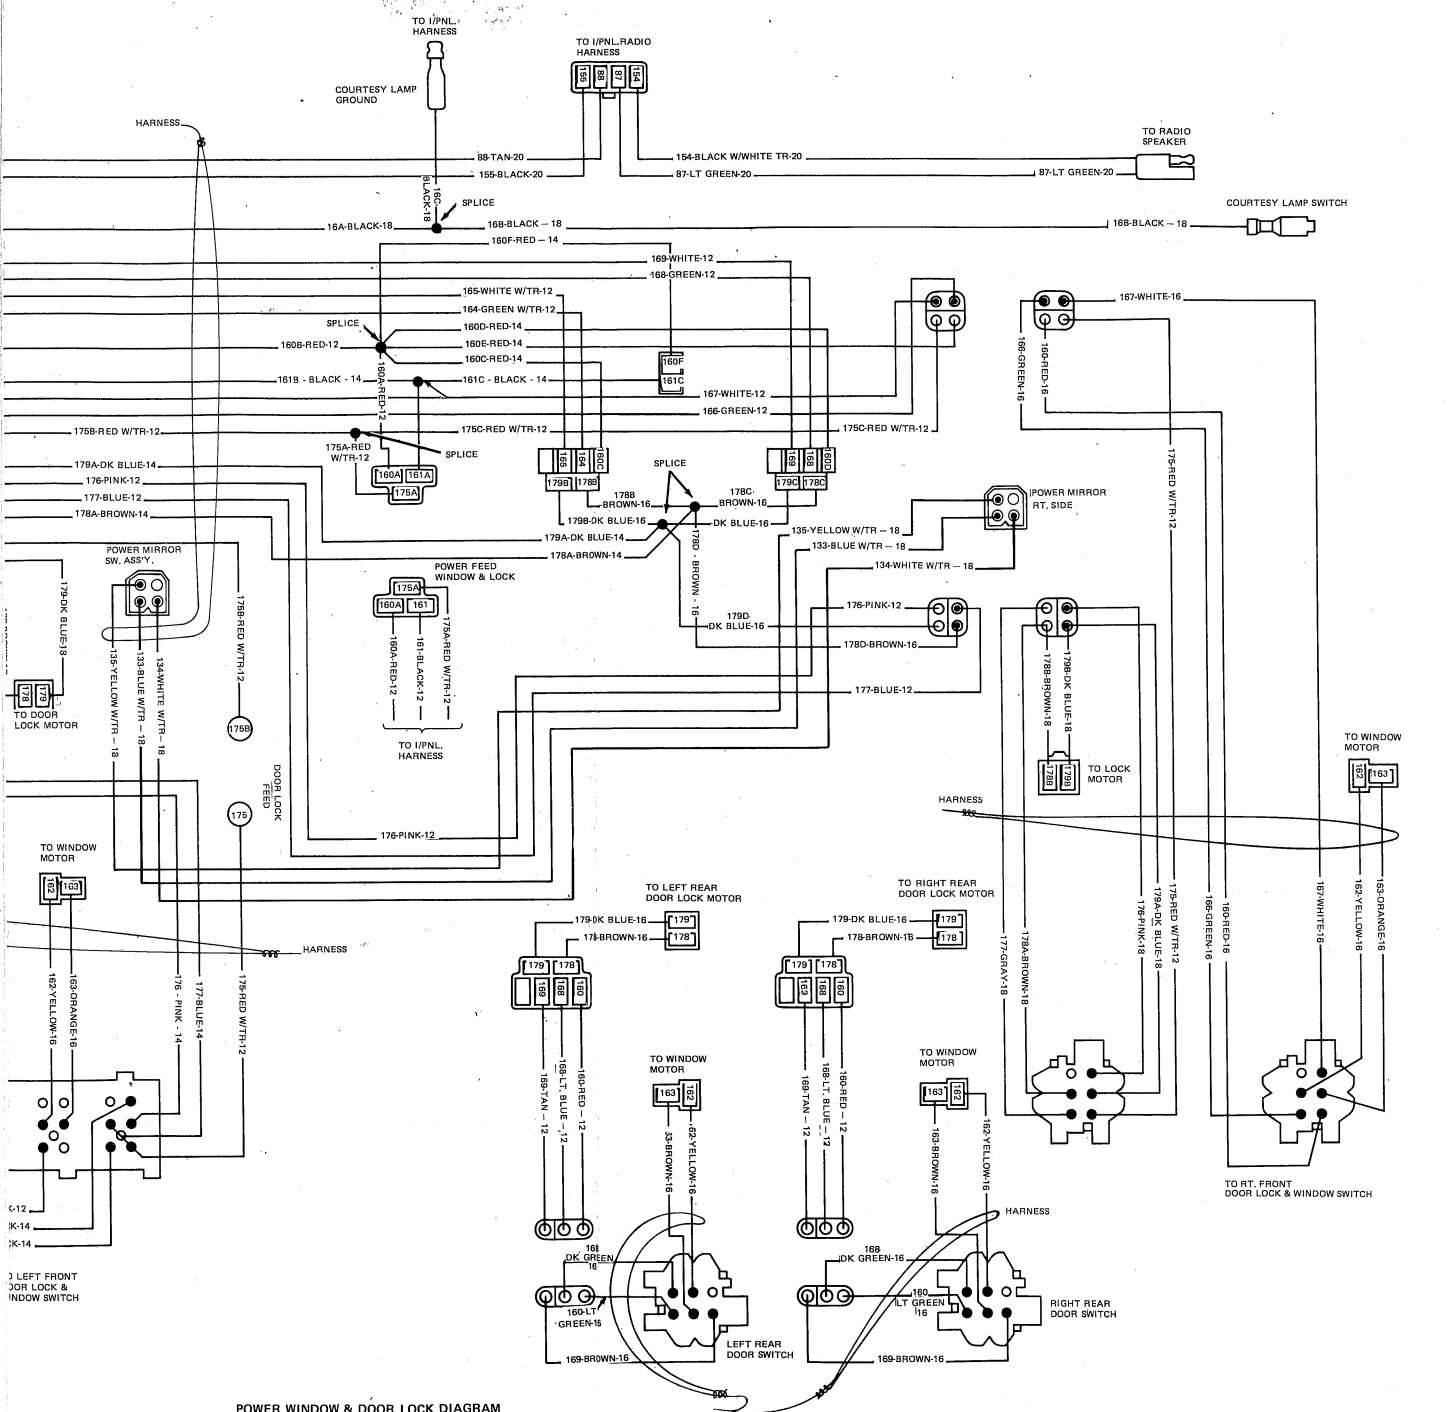 TO I/PNL.
HARNESS
TO I/PNL.RADIO
HARNESS
155
88
87
154
COURTESY LAMP
GROUND
HARNESS
TO RADIO
SPEAKER
88-TAN-20
154-BLACK W/WHITE TR-20
155-BLACK-20
87-LT GREEN-20
87-LT GREEN-20
16C-
BLACK-18
SPLICE
COURTESY LAMP SWITCH
16A-BLACK-18
16B-BLACK – 18
16B-BLACK – 18
160F-RED – 14
169-WHITE-12
168-GREEN-12
165-WHITE W/TR-12
164-GREEN W/TR-12
167-WHITE-16
SPLICE
160D-RED-14
160B-RED-12
160E-RED-14
160C-RED-14
160F
161C
166-GREEN-16
160-RED-16
160A-RED-12
161B - BLACK - 14
161C - BLACK - 14
167-WHITE-12
166-GREEN-12
175B-RED W/TR-12
175C-RED W/TR-12
175C-RED W/TR-12
175A-RED
W/TR-12
SPLICE
165
164
160C
179B
178B
SPLICE
169
168
160D
179C
178C
175-RED W/TR-12
179A-DK BLUE-14
176-PINK-12
177-BLUE-12
178A-BROWN-14
160A
161A
175A
178B
BROWN-16
178C-
BROWN-16
179B-DK BLUE-16
-DK BLUE-16
179A-DK BLUE-14
178A-BROWN-14
POWER MIRROR
RT. SIDE
135-YELLOW W/TR – 18
133-BLUE W/TR – 18
134-WHITE W/TR – 18
POWER MIRROR
SW. ASS'Y.
POWER FEED
WINDOW & LOCK
175A
160A
161
178D - BROWN - 16
179D
DK BLUE-16
176-PINK-12
178D-BROWN-16
177-BLUE-12
179-DK BLUE-18
175B-RED W/TR-12
135-YELLOW W/TR – 18
133-BLUE W/TR – 18
134-WHITE W/TR – 18
160A-RED-12
161-BLACK-12
175A-RED W/TR-12
178B-BROWN-18
179B-DK BLUE-18
178
179
TO DOOR
LOCK MOTOR
175B
TO I/PNL.
HARNESS
178B
179B
TO LOCK
MOTOR
TO WINDOW
MOTOR
162
163
DOOR LOCK
FEED
175
HARNESS
176-PINK-12
TO WINDOW
MOTOR
162
163
TO LEFT REAR
DOOR LOCK MOTOR
TO RIGHT REAR
DOOR LOCK MOTOR
179-DK BLUE-16
179
178-BROWN-16
178
179-DK BLUE-16
179
178-BROWN-16
178
HARNESS
177-GRAY-18
178A-BROWN-18
176-PINK-18
179A-DK BLUE-18
175-RED W/TR-12
166-GREEN-16
160-RED-16
167-WHITE-16
162-YELLOW-16
163-ORANGE-16
162-YELLOW-16
163-ORANGE-16
176 - PINK - 14
177-BLUE-14
175-RED W/TR-12
179
178
169
168
160
179
178
163
168
160
169-TAN – 12
168-LT. BLUE – 12
160-RED – 12
TO WINDOW
MOTOR
163
162
63-BROWN-16
62-YELLOW-16
169-TAN – 12
168-LT. BLUE – 12
160-RED – 12
TO WINDOW
MOTOR
163
162
163-BROWN-16
162-YELLOW-16
TO RT. FRONT
DOOR LOCK & WINDOW SWITCH
K-12
K-14
K-14
LEFT FRONT
OOR LOCK &
INDOW SWITCH
HARNESS
168
DK GREEN
16
160-LT
GREEN-16
169-BROWN-16
LEFT REAR
DOOR SWITCH
168-
DK GREEN-16
160
LT GREEN
16
169-BROWN-16
RIGHT REAR
DOOR SWITCH
POWER WINDOW & DOOR LOCK DIAGRAM